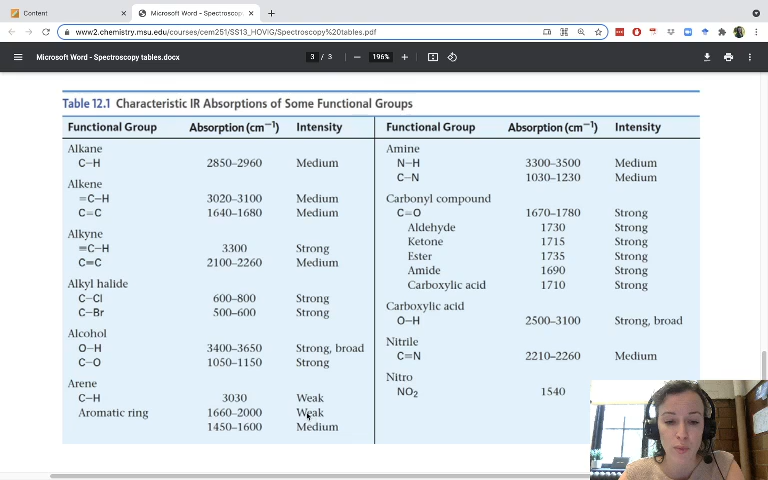 Content
Microsoft Word - Spectroscop
www2.chemistry.msu.edu/courses/cem251/SS13_HOVIG/Spectroscopy%20tables.pdf
Microsoft Word - Spectroscopy tables.docx
3 / 3
196%
Table 12.1 Characteristic IR Absorptions of Some Functional Groups
Functional Group Absorption (cm⁻¹) Intensity
Alkane
C–H 2850–2960 Medium
Alkene
=C–H 3020–3100 Medium
C=C 1640–1680 Medium
Alkyne
≡C–H 3300 Strong
C≡C 2100–2260 Medium
Alkyl halide
C–Cl 600–800 Strong
C–Br 500–600 Strong
Alcohol
O–H 3400–3650 Strong, broad
C–O 1050–1150 Strong
Arene
C–H 3030 Weak
Aromatic ring 1660–2000 Weak
1450–1600 Medium
Functional Group Absorption (cm⁻¹) Intensity
Amine
N–H 3300–3500 Medium
C–N 1030–1230 Medium
Carbonyl compound
C=O 1670–1780 Strong
Aldehyde 1730 Strong
Ketone 1715 Strong
Ester 1735 Strong
Amide 1690 Strong
Carboxylic acid 1710 Strong
Carboxylic acid
O–H 2500–3100 Strong, broad
Nitrile
C≡N 2210–2260 Medium
Nitro
NO₂ 1540